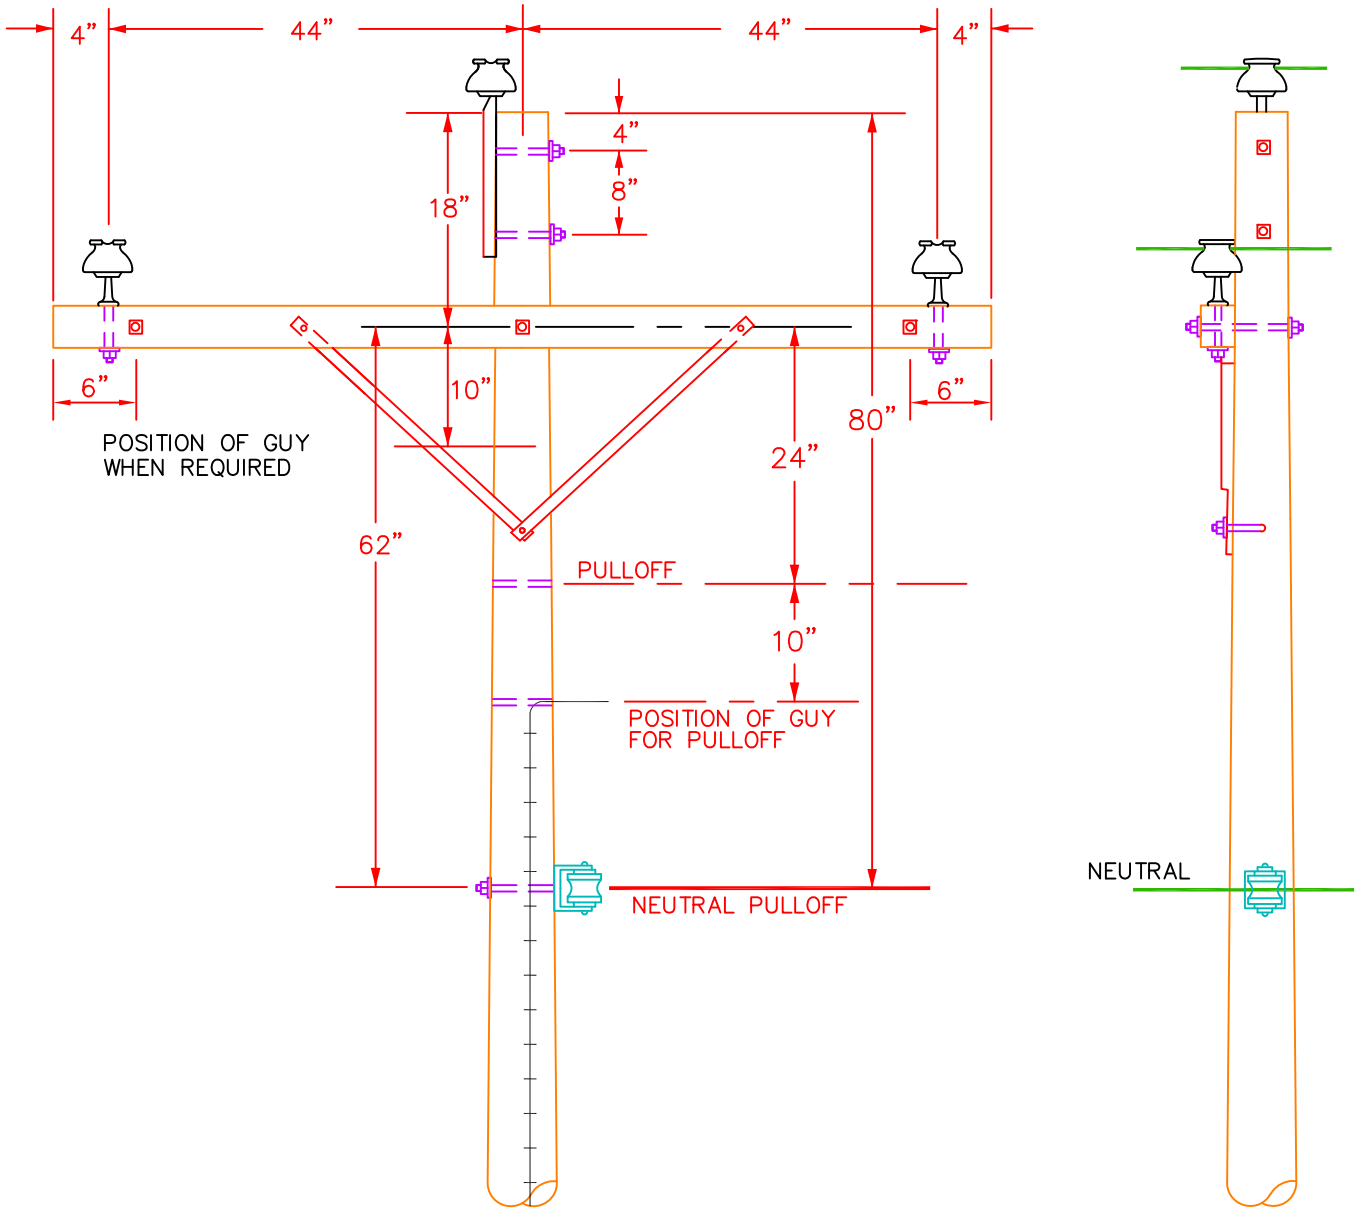 4” 44” 44” 4”
4”
8”
18”
6” 10” 6”
80”
POSITION OF GUY
WHEN REQUIRED
24”
62”
PULLOFF
10”
POSITION OF GUY
FOR PULLOFF
NEUTRAL
NEUTRAL PULLOFF